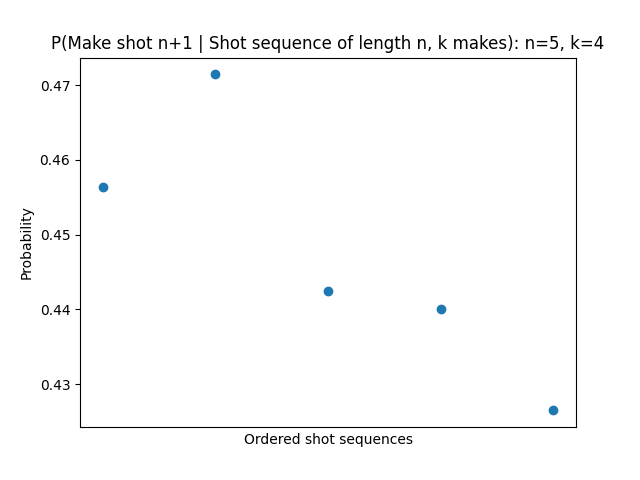 P(Make shot n+1 | Shot sequence of length n, k makes): n=5, k=4
0.47
0.46
0.45
0.44
0.43
Probability
Ordered shot sequences